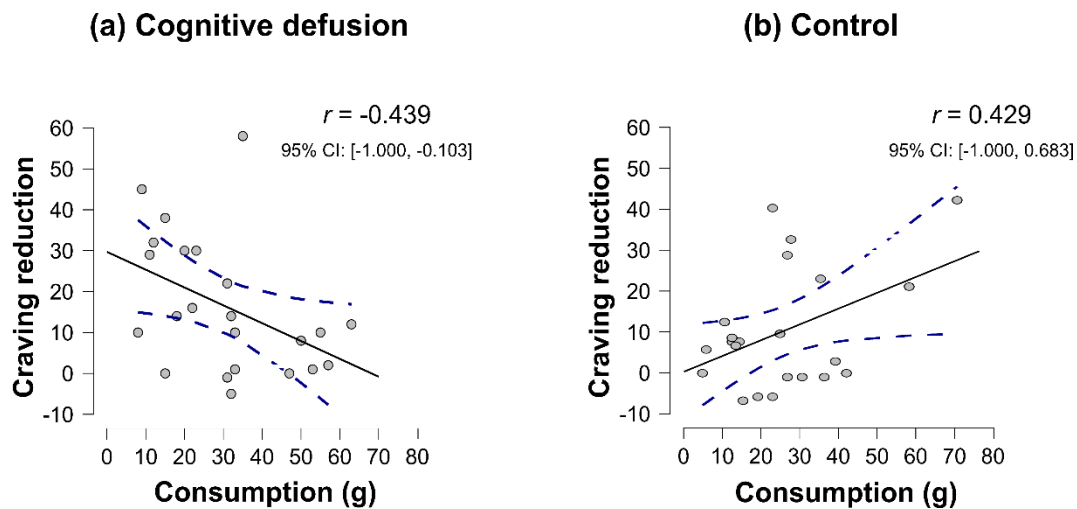 (a) Cognitive defusion
r = -0.439
95% CI: [-1.000, -0.103]
Craving reduction
60
50
40
30
20
10
0
-10
0 10 20 30 40 50 60 70 80
Consumption (g)
(b) Control
r = 0.429
95% CI: [-1.000, 0.683]
Craving reduction
60
50
40
30
20
10
0
-10
0 10 20 30 40 50 60 70 80
Consumption (g)